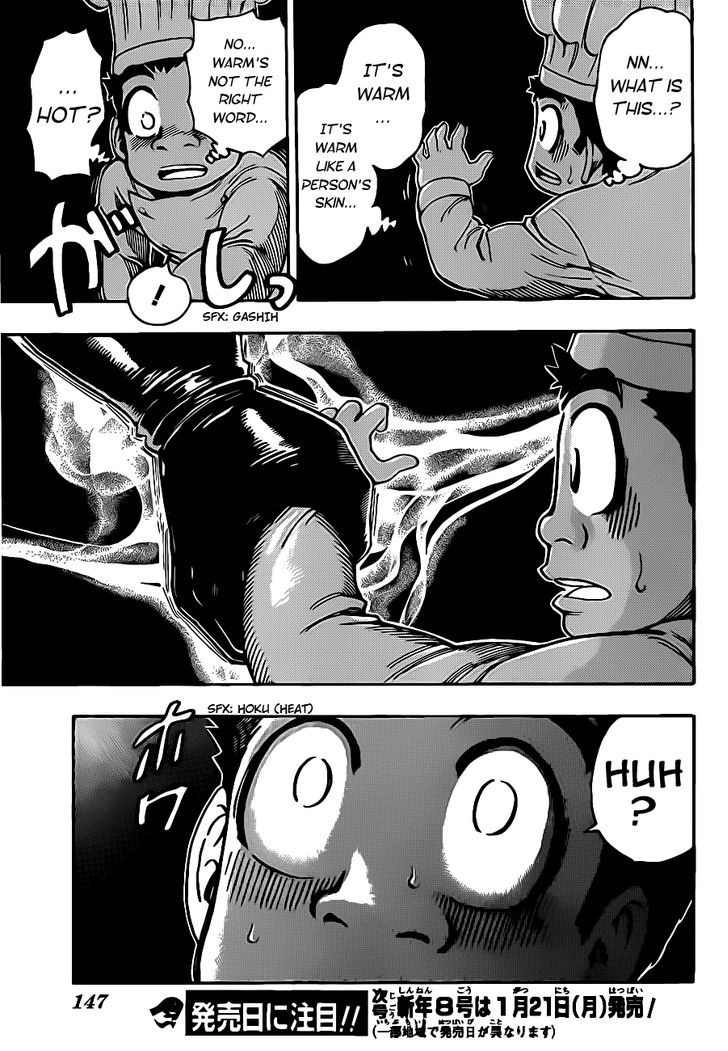 NN...
WHAT IS
THIS...?
IT'S
WARM
...
IT'S
WARM LIKE
A
PERSON'S
SKIN...
NO...
WARM'S
NOT THE
RIGHT
WORD...
...
HOT?
ガシッ
!
SFX: GASHIH
SFX: HOKU (HEAT)
ホワ
HUH
?
147
発売日に注目!!
次号新年8号は1月21日(月)発売!
(一部地域で発売日が異なります)